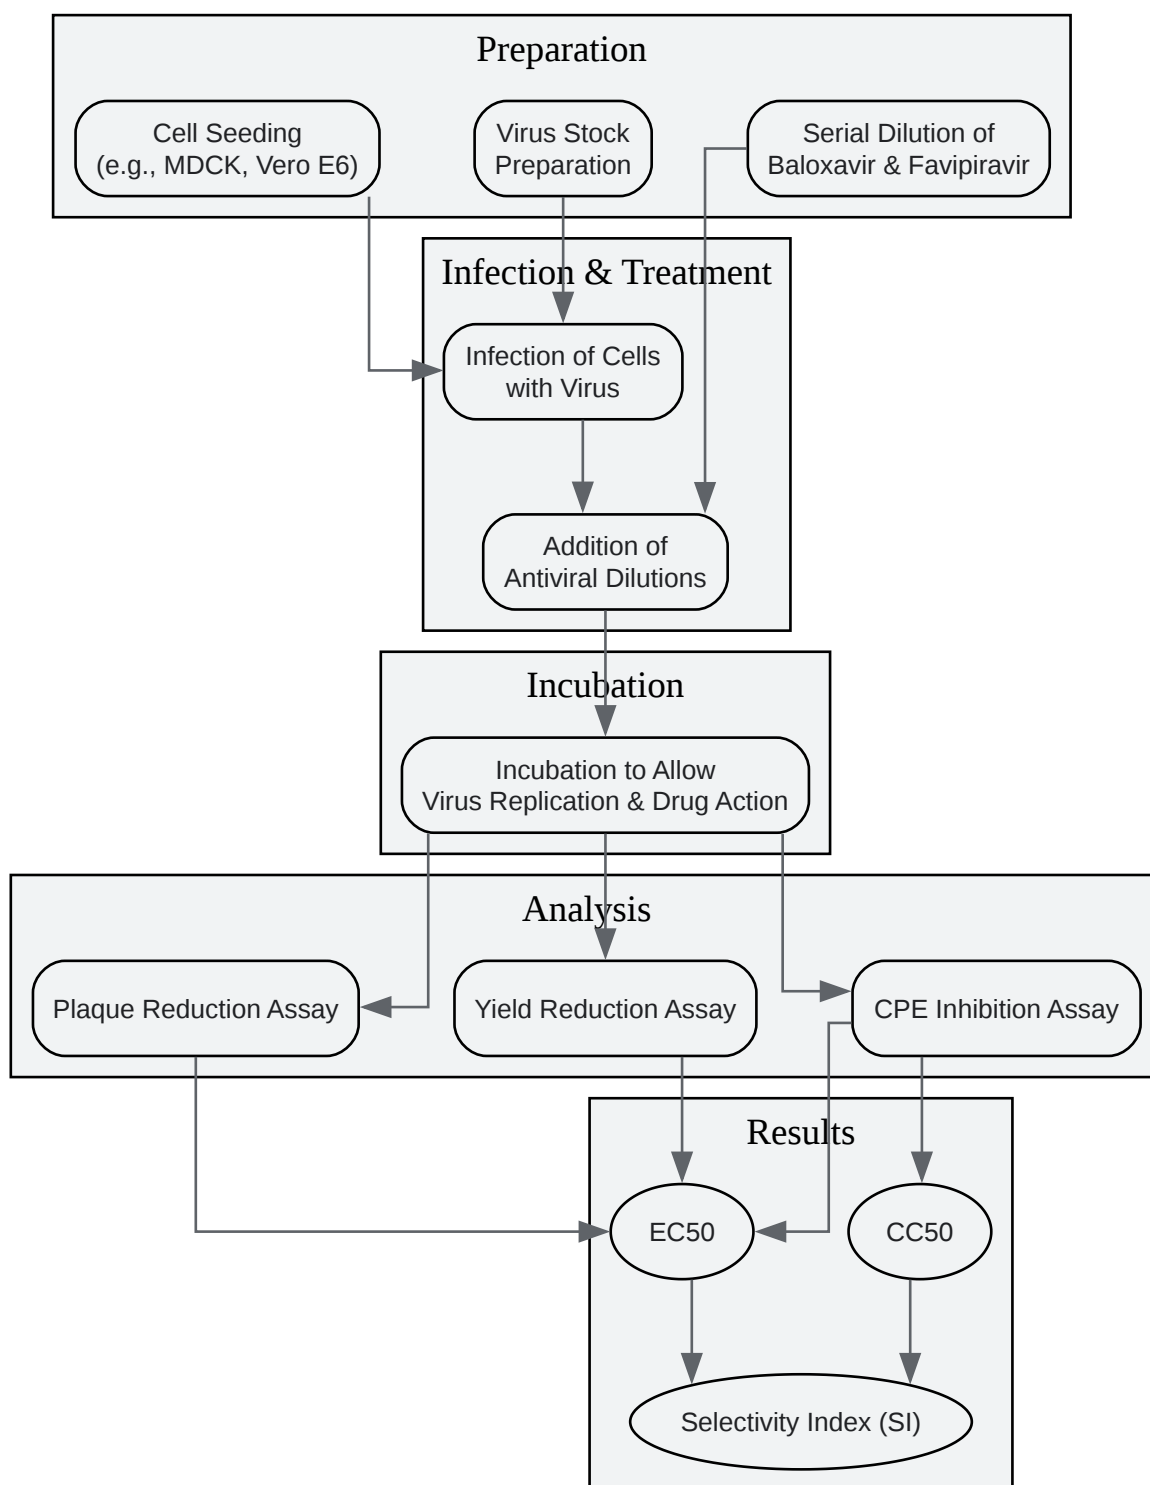 Preparation
Cell Seeding
(e.g., MDCK, Vero E6)
Virus Stock
Preparation
Serial Dilution of
Baloxavir & Favipiravir
Infection & Treatment
Infection of Cells
with Virus
Addition of
Antiviral Dilutions
Incubation
Incubation to Allow
Virus Replication & Drug Action
Analysis
Plaque Reduction Assay
Yield Reduction Assay
CPE Inhibition Assay
Results
EC50
CC50
Selectivity Index (SI)